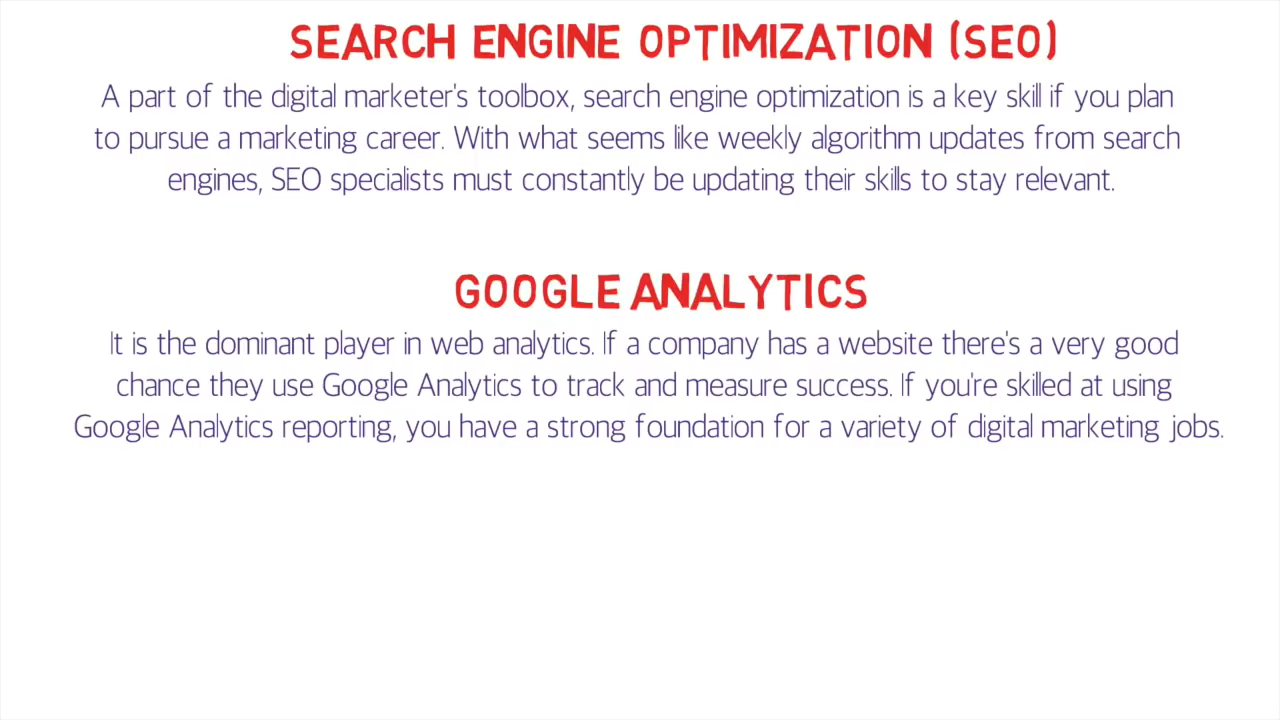 SEARCH ENGINE OPTIMIZATION (SEO)
A part of the digital marketer's toolbox, search engine optimization is a key skill if you plan
to pursue a marketing career. With what seems like weekly algorithm updates from search
engines, SEO specialists must constantly be updating their skills to stay relevant.
GOOGLE ANALYTICS
It is the dominant player in web analytics. If a company has a website there's a very good
chance they use Google Analytics to track and measure success. If you're skilled at using
Google Analytics reporting, you have a strong foundation for a variety of digital marketing jobs.